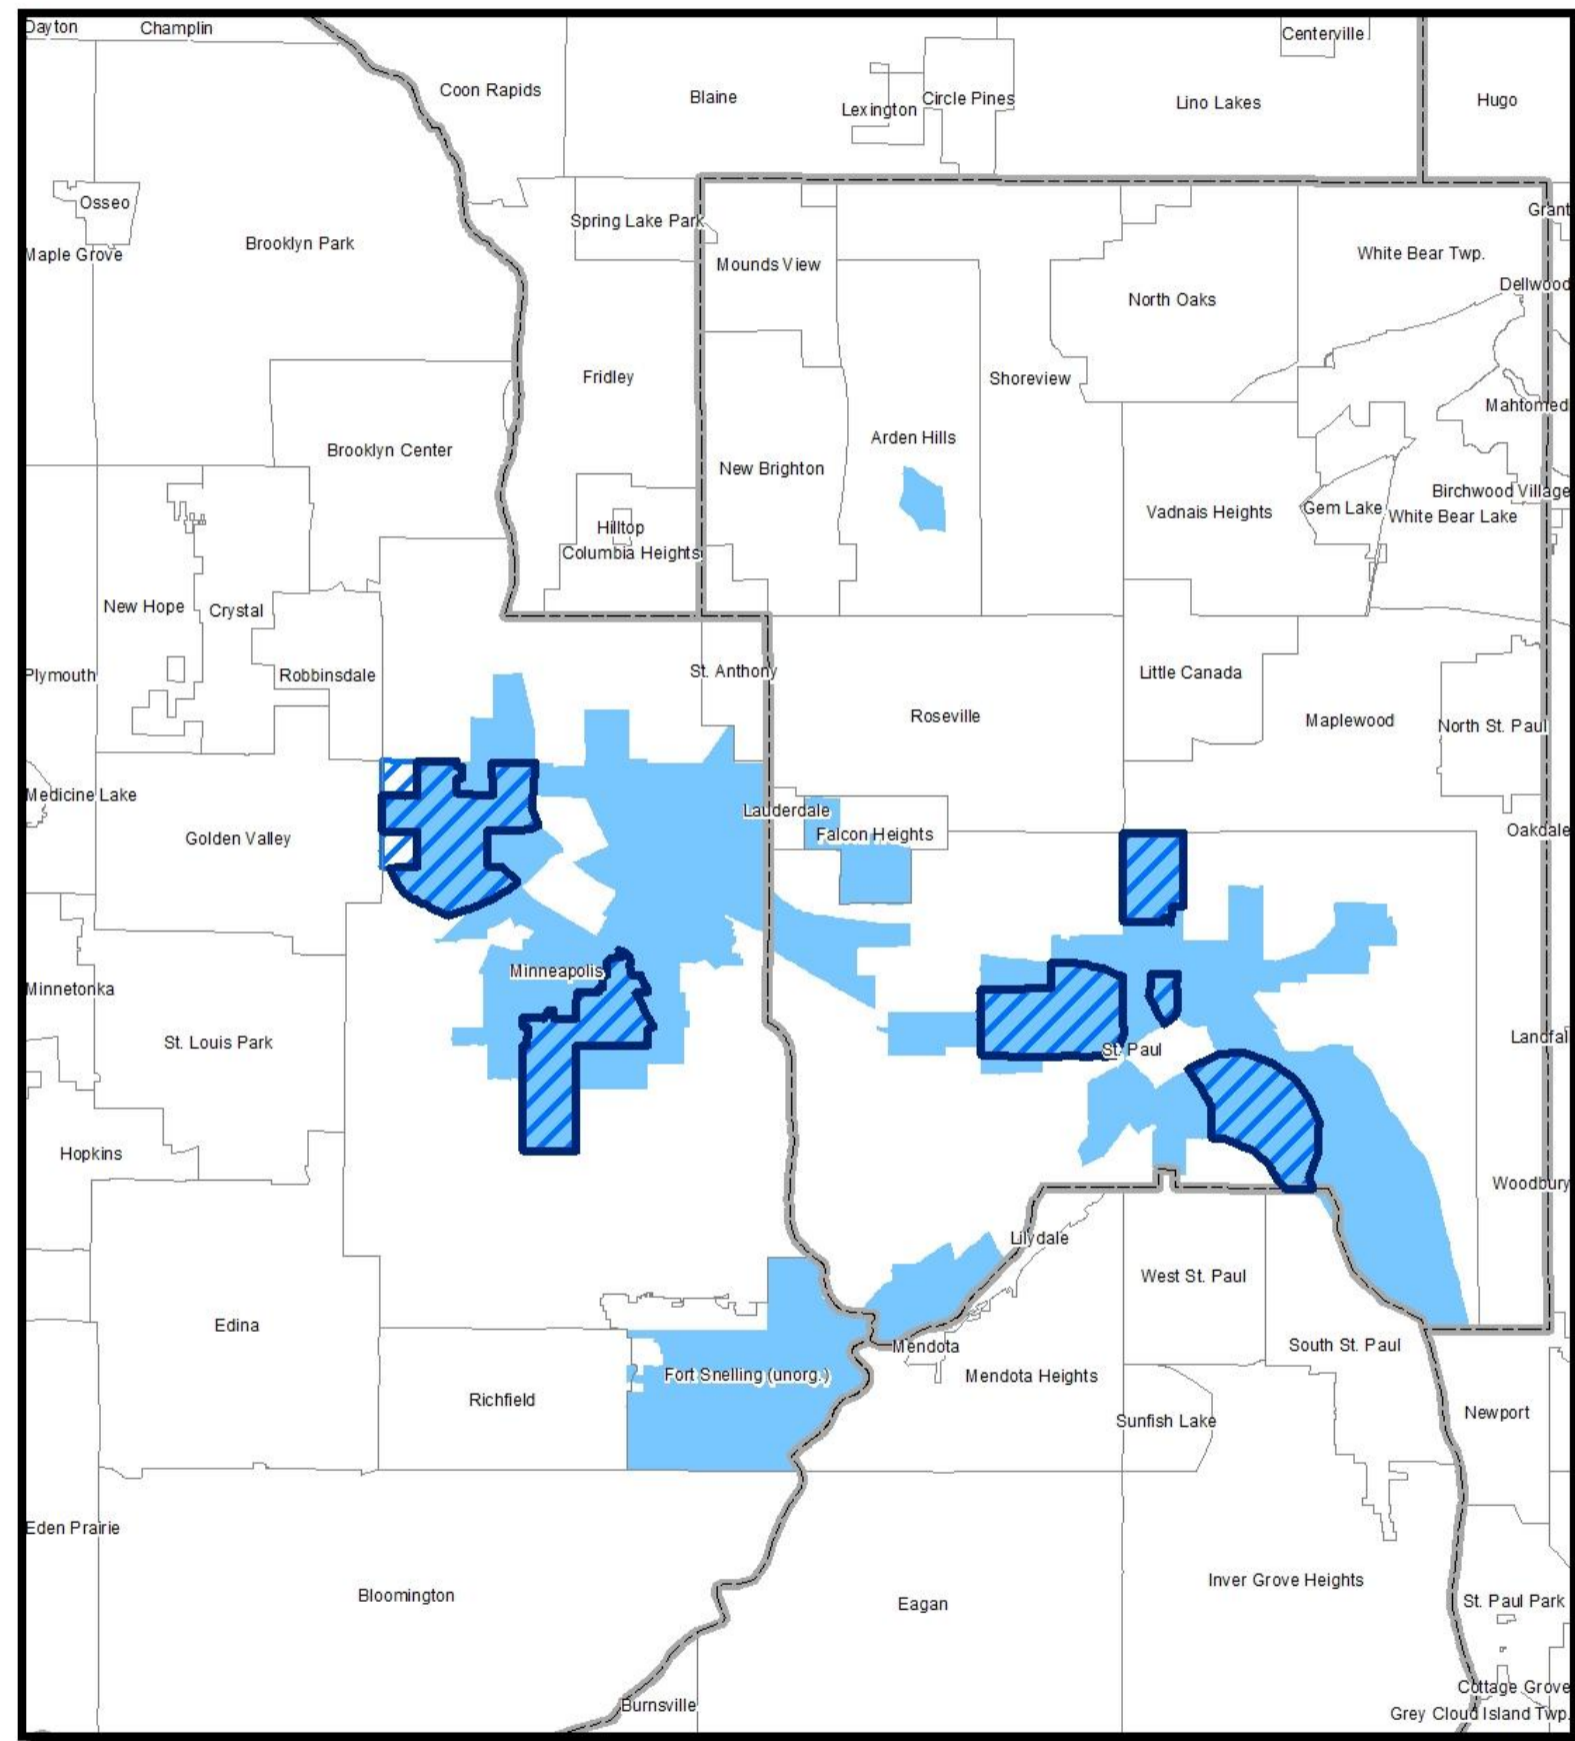 Dayton
Champlin
Centerville
Coon Rapids
Blaine
Lexington
Circle Pines
Lino Lakes
Hugo
Osseo
Grant
Spring Lake Park
Brooklyn Park
Maple Grove
Mounds View
White Bear Twp.
Dellwood
North Oaks
Fridley
Shoreview
Mahtomedi
Arden Hills
Brooklyn Center
New Brighton
Birchwood Village
Vadnais Heights
Gem Lake
White Bear Lake
Hilltop
Columbia Heights
New Hope
Crystal
Plymouth
Robbinsdale
St. Anthony
Little Canada
Roseville
Maplewood
North St. Paul
Medicine Lake
Lauderdale
Golden Valley
Falcon Heights
Oakdale
Minneapolis
Minnetonka
St. Louis Park
St. Paul
Landfal
Hopkins
Woodbury
Lilydale
West St. Paul
Edina
Mendota
South St. Paul
Fort Snelling (unorg.)
Mendota Heights
Richfield
Sunfish Lake
Newport
Eden Prairie
Inver Grove Heights
Bloomington
Eagan
St. Paul Park
Cottage Grove
Burnsville
Grey Cloud Island Twp.